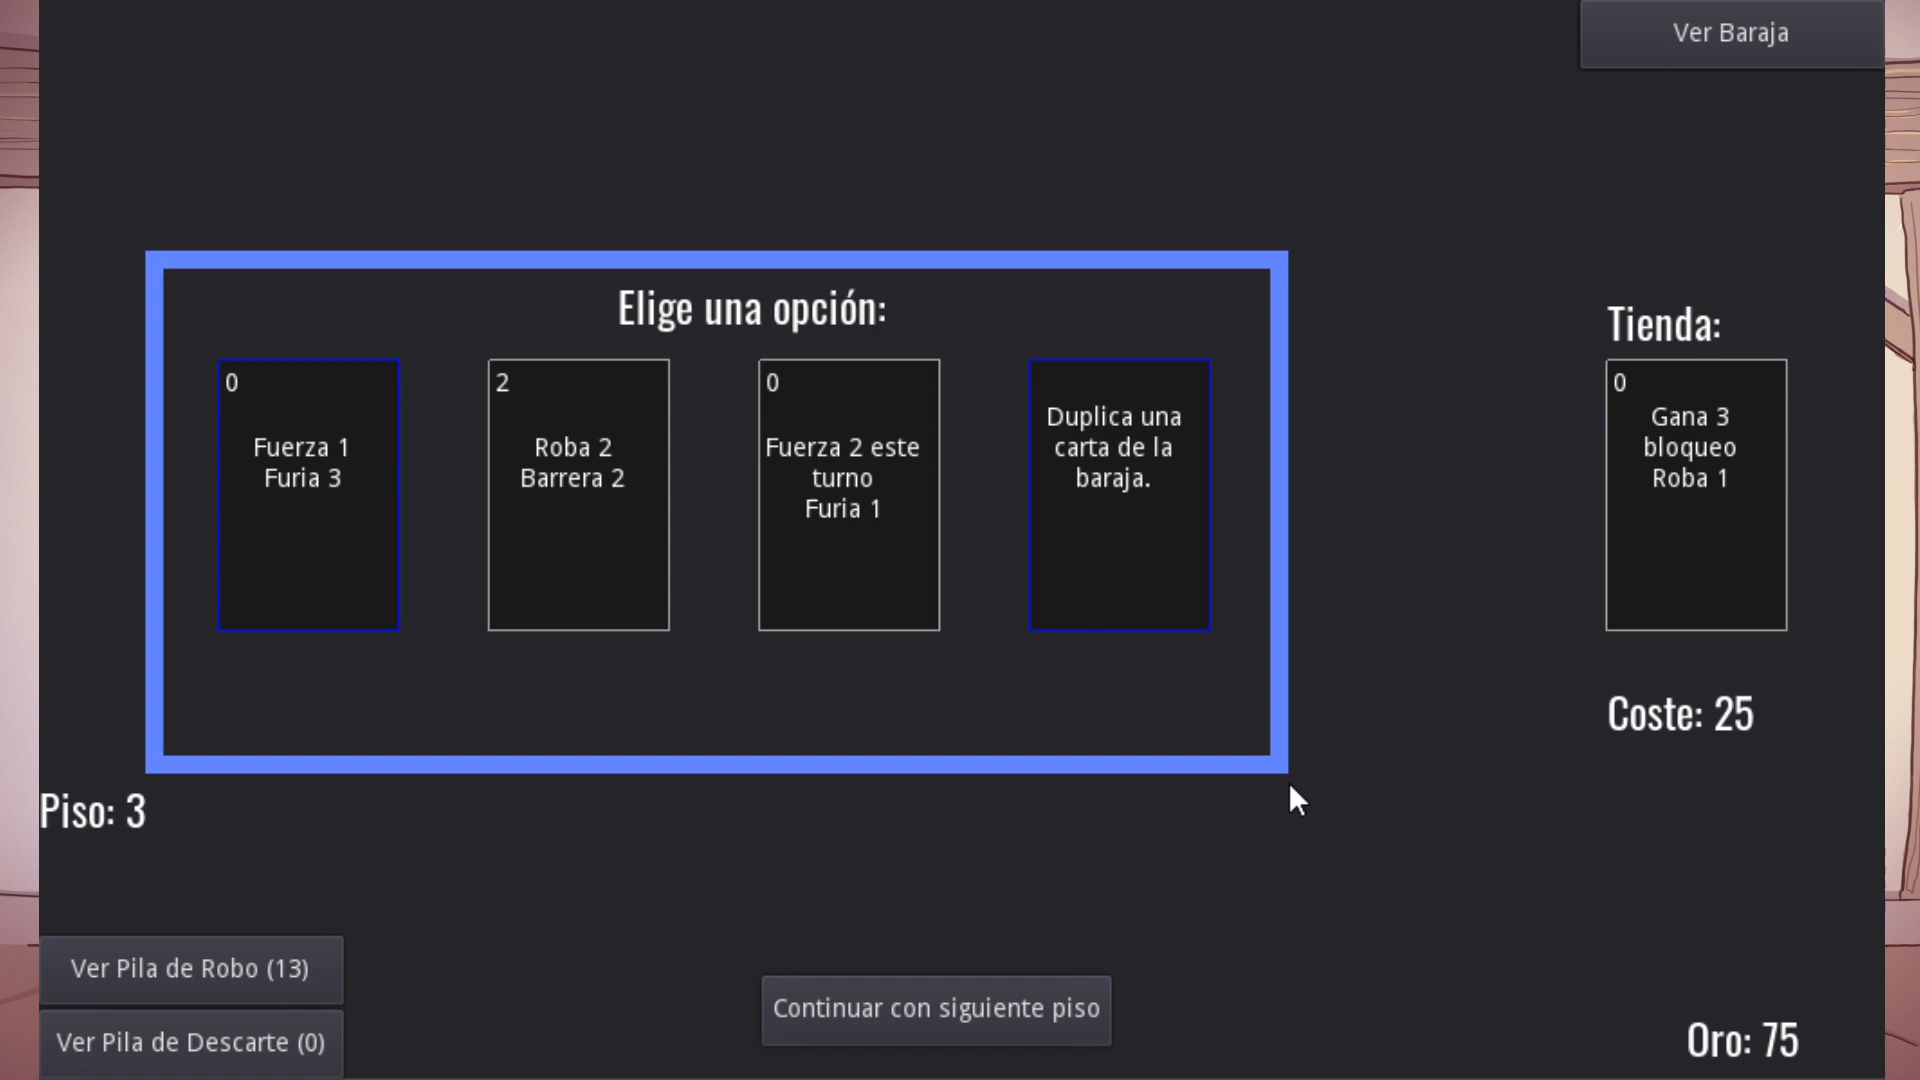 Ver Baraja
Elige una opción:
0
Fuerza 1
Furia 3
2
Roba 2
Barrera 2
0
Fuerza 2 este
turno
Furia 1
Duplica una
carta de la
baraja.
Tienda:
0
Gana 3
bloqueo
Roba 1
Coste: 25
Piso: 3
Ver Pila de Robo (13)
Ver Pila de Descarte (0)
Continuar con siguiente piso
Oro: 75